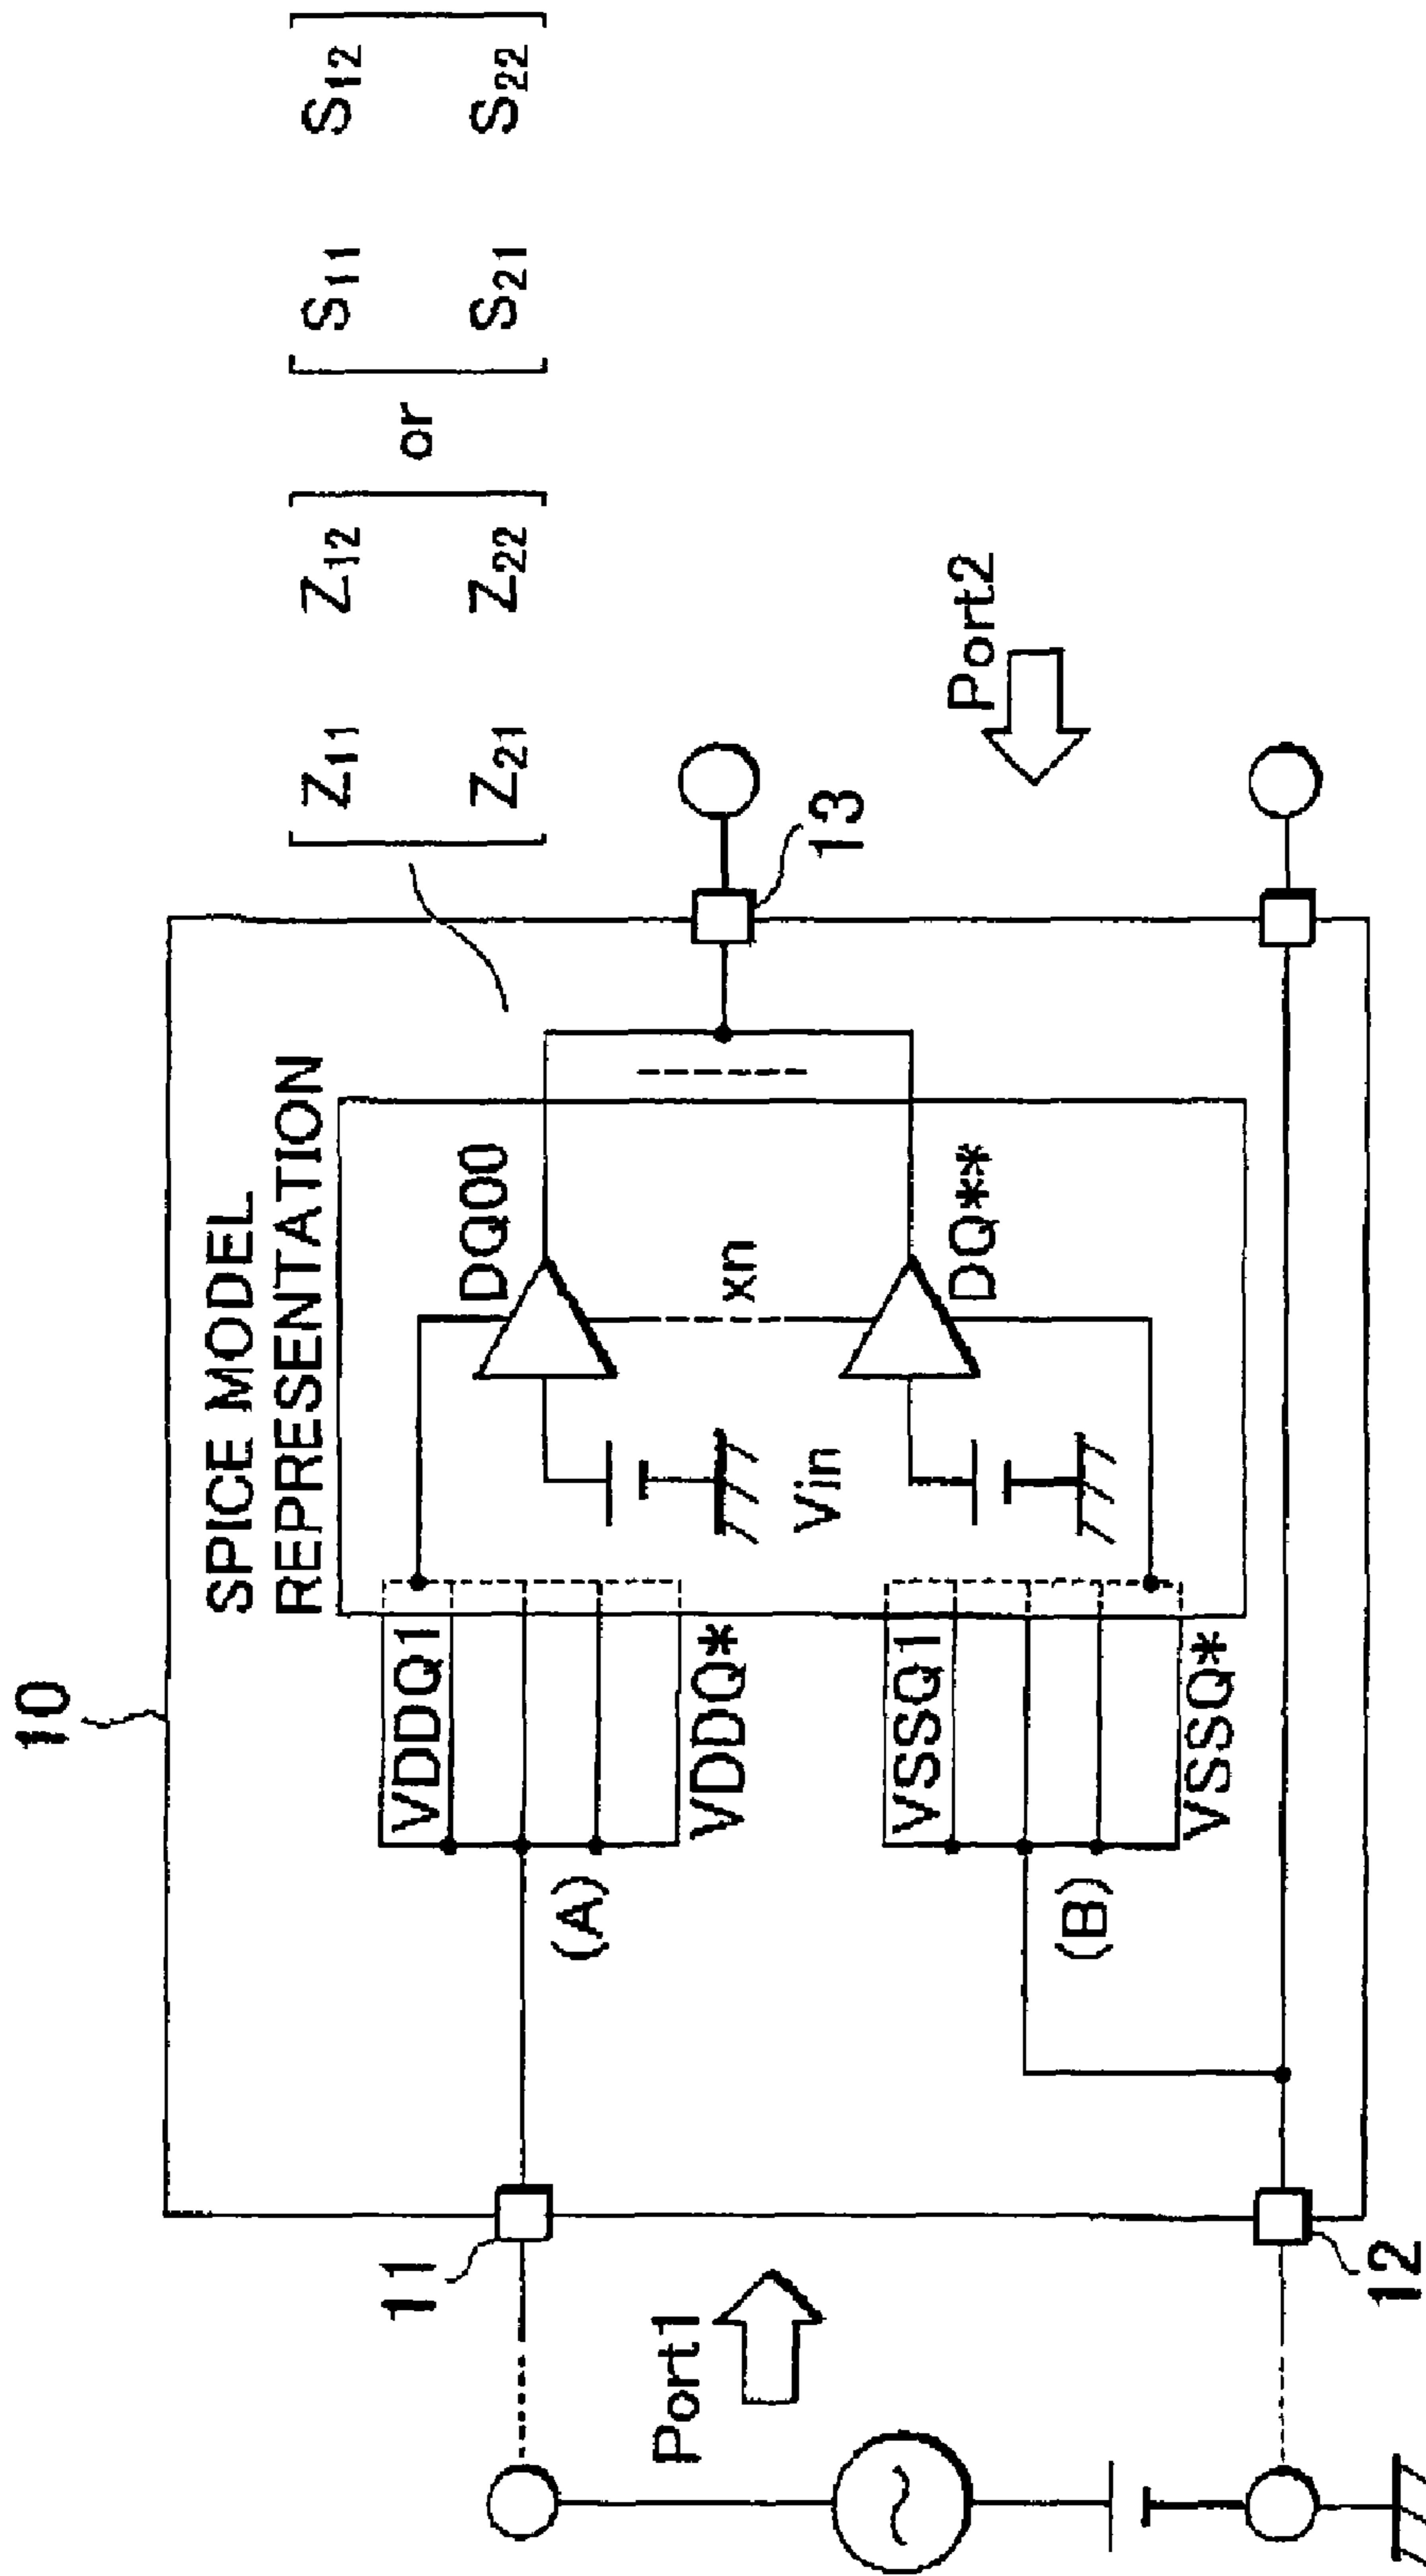 10
SPICE MODEL
REPRESENTATION
[ Z11 Z12 ] or [ S11 S12 ]
[ Z21 Z22 ] [ S21 S22 ]
11
VDDQ1
DQ00
(A)
VDDQ*
xn
13
Port1
Vin
Port2
VSSQ1
DQ**
(B)
VSSQ*
12